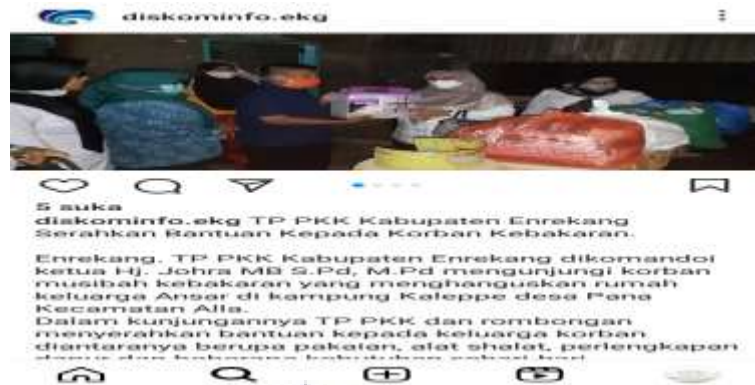 diskominfo.ekg
5 suka
diskominfo.ekg TP PKK Kabupaten Enrekang
Serahkan Bantuan Kepada Korban Kebakaran.
Enrekang. TP PKK Kabupaten Enrekang dikomandoi
ketua Hj. Johra MB S.Pd, M.Pd mengunjungi korban
musibah kebakaran yang menghanguskan rumah
keluarga Ansar di kampung Kaleppe desa Pana
Kecamatan Alla.
Dalam kunjungannya TP PKK dan rombongan
menyerahkan bantuan kepada keluarga korban
diantaranya berupa pakaian, alat shalat, perlengkapan